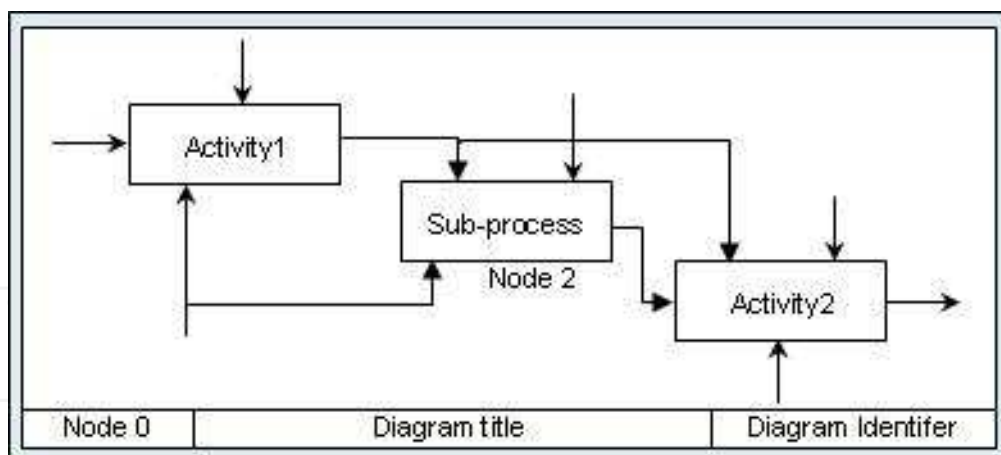 Activity1
Sub-process
Node 2
Activity2
Node 0
Diagram title
Diagram Identifer